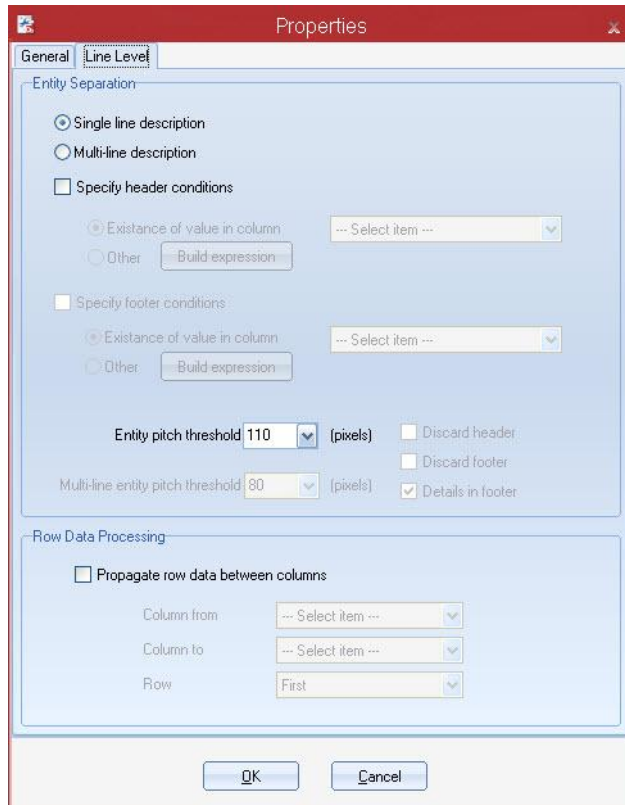 Properties
x
General Line Level
Entity Separation
Single line description
Multi-line description
Specify header conditions
Existance of value in column --- Select item ---
Other Build expression
Specify footer conditions
Existance of value in column --- Select item ---
Other Build expression
Entity pitch threshold 110 (pixels) Discard header
Discard footer
Multi-line entity pitch threshold 80 (pixels) Details in footer
Row Data Processing
Propagate row data between columns
Column from --- Select item ---
Column to --- Select item ---
Row First
OK Cancel